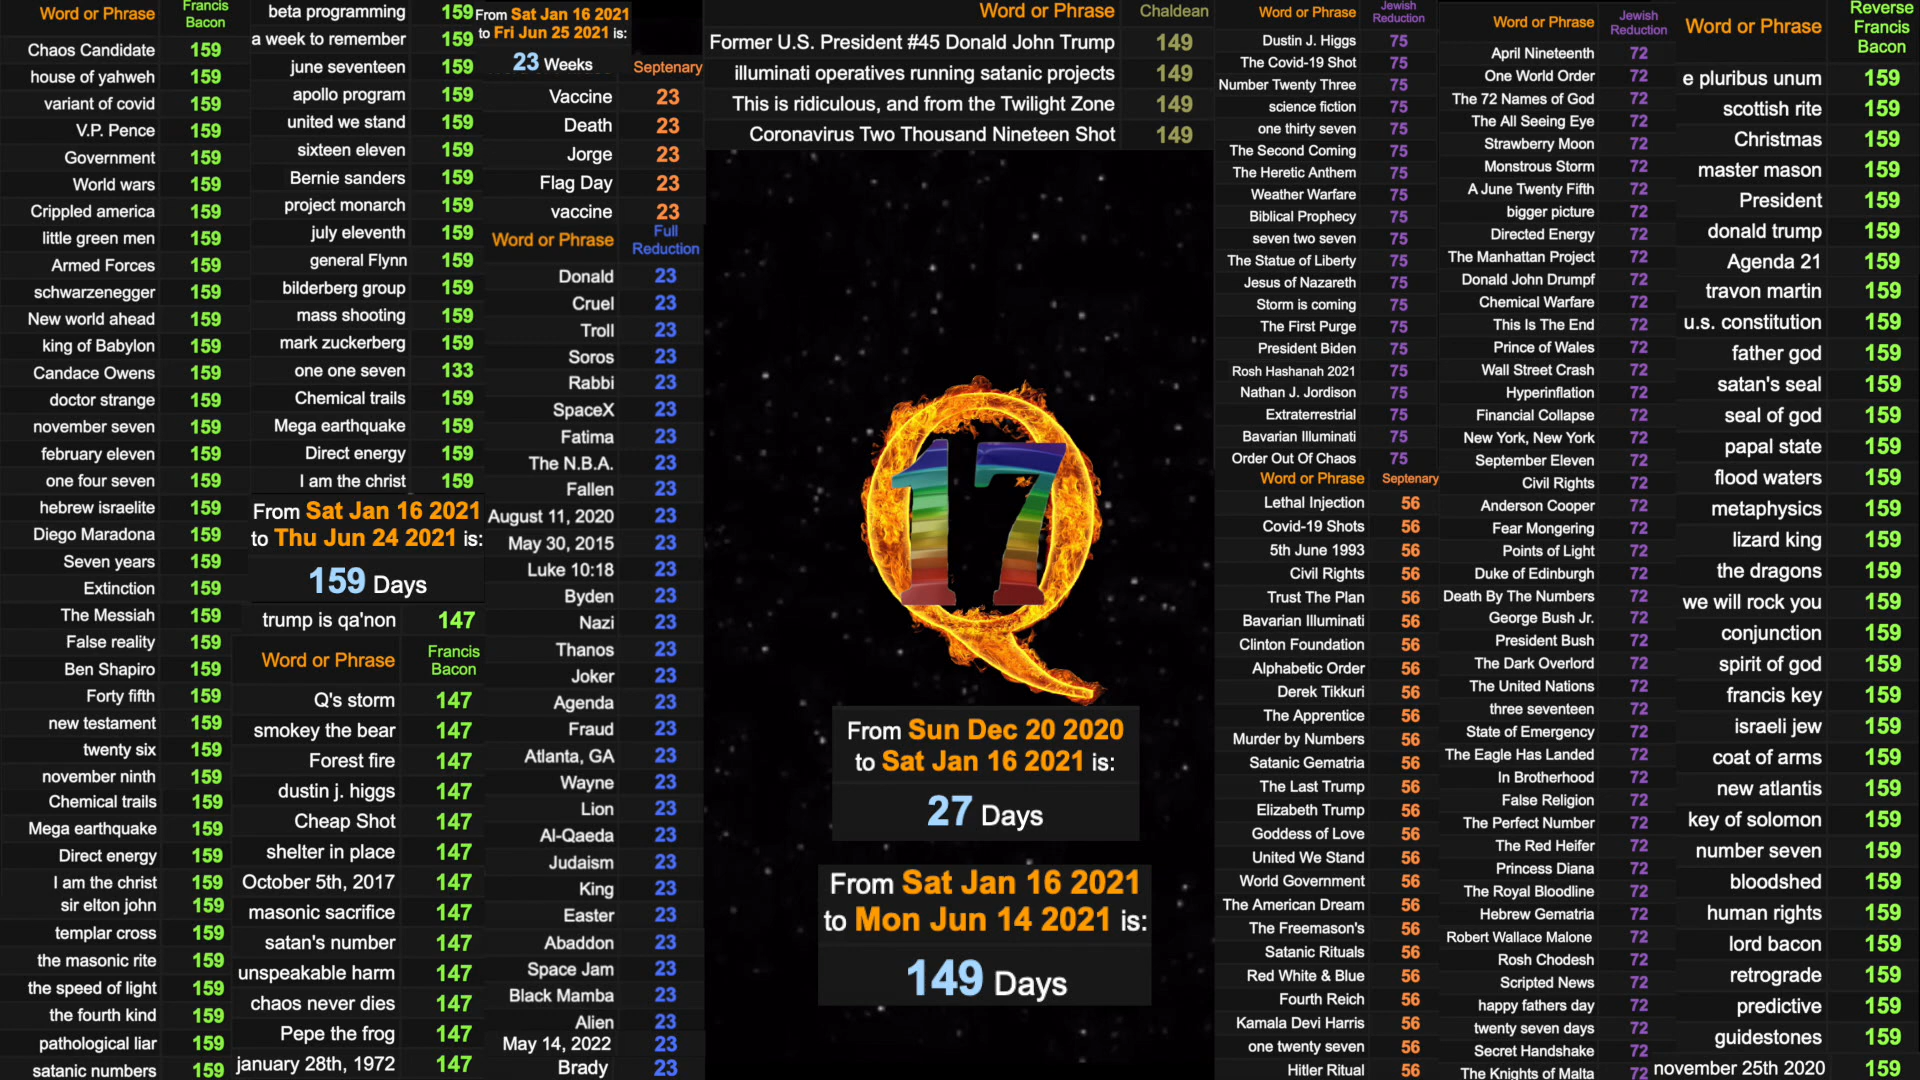 Word or Phrase Francis Bacon
Chaos Candidate 159
house of yahweh 159
variant of covid 159
V.P. Pence 159
Government 159
World wars 159
Crippled america 159
little green men 159
Armed Forces 159
schwarzenegger 159
New world ahead 159
king of Babylon 159
Candace Owens 159
doctor strange 159
november seven 159
february eleven 159
one four seven 159
hebrew israelite 159
Diego Maradona 159
Seven years 159
Extinction 159
The Messiah 159
False reality 159
Ben Shapiro 159
Forty fifth 159
new testament 159
twenty six 159
november ninth 159
Chemical trails 159
Mega earthquake 159
Direct energy 159
I am the christ 159
sir elton john 159
templar cross 159
the masonic rite 159
the speed of light 159
the fourth kind 159
pathological liar 159
satanic numbers 159
beta programming 159
a week to remember 159
june seventeen 159
apollo program 159
united we stand 159
sixteen eleven 159
Bernie sanders 159
project monarch 159
july eleventh 159
general Flynn 159
bilderberg group 159
mass shooting 159
mark zuckerberg 159
one one seven 133
Chemical trails 159
Mega earthquake 159
Direct energy 159
I am the christ 159
From Sat Jan 16 2021
to Thu Jun 24 2021 is:
159 Days
trump is qa'non 147
Word or Phrase Francis Bacon
Q's storm 147
smokey the bear 147
Forest fire 147
dustin j. higgs 147
Cheap Shot 147
shelter in place 147
October 5th, 2017 147
masonic sacrifice 147
satan's number 147
unspeakable harm 147
chaos never dies 147
Pepe the frog 147
january 28th, 1972 147
From Sat Jan 16 2021
to Fri Jun 25 2021 is:
23 Weeks
Septenary
Vaccine 23
Death 23
Jorge 23
Flag Day 23
vaccine 23
Word or Phrase Full Reduction
Donald 23
Cruel 23
Troll 23
Soros 23
Rabbi 23
SpaceX 23
Fatima 23
The N.B.A. 23
Fallen 23
August 11, 2020 23
May 30, 2015 23
Luke 10:18 23
Byden 23
Nazi 23
Thanos 23
Joker 23
Agenda 23
Fraud 23
Atlanta, GA 23
Wayne 23
Lion 23
Al-Qaeda 23
Judaism 23
King 23
Easter 23
Abaddon 23
Space Jam 23
Black Mamba 23
Alien 23
May 14, 2022 23
Brady 23
Word or Phrase Chaldean
Former U.S. President #45 Donald John Trump 149
illuminati operatives running satanic projects 149
This is ridiculous, and from the Twilight Zone 149
Coronavirus Two Thousand Nineteen Shot 149
Q
17
From Sun Dec 20 2020
to Sat Jan 16 2021 is:
27 Days
From Sat Jan 16 2021
to Mon Jun 14 2021 is:
149 Days
Word or Phrase Jewish Reduction
Dustin J. Higgs 75
The Covid-19 Shot 75
Number Twenty Three 75
science fiction 75
one thirty seven 75
The Second Coming 75
The Heretic Anthem 75
Weather Warfare 75
Biblical Prophecy 75
seven two seven 75
The Statue of Liberty 75
Jesus of Nazareth 75
Storm is coming 75
The First Purge 75
President Biden 75
Rosh Hashanah 2021 75
Nathan J. Jordison 75
Extraterrestrial 75
Bavarian Illuminati 75
Order Out Of Chaos 75
Word or Phrase Septenary
Lethal Injection 56
Covid-19 Shots 56
5th June 1993 56
Civil Rights 56
Trust The Plan 56
Bavarian Illuminati 56
Clinton Foundation 56
Alphabetic Order 56
Derek Tikkuri 56
The Apprentice 56
Murder by Numbers 56
Satanic Gematria 56
The Last Trump 56
Elizabeth Trump 56
Goddess of Love 56
United We Stand 56
World Government 56
The American Dream 56
The Freemason's 56
Satanic Rituals 56
Red White & Blue 56
Fourth Reich 56
Kamala Devi Harris 56
one twenty seven 56
Hitler Ritual 56
Word or Phrase Jewish Reduction
April Nineteenth 72
One World Order 72
The 72 Names of God 72
The All Seeing Eye 72
Strawberry Moon 72
Monstrous Storm 72
A June Twenty Fifth 72
bigger picture 72
Directed Energy 72
The Manhattan Project 72
Donald John Drumpf 72
Chemical Warfare 72
This Is The End 72
Prince of Wales 72
Wall Street Crash 72
Hyperinflation 72
Financial Collapse 72
New York, New York 72
September Eleven 72
Civil Rights 72
Anderson Cooper 72
Fear Mongering 72
Points of Light 72
Duke of Edinburgh 72
Death By The Numbers 72
George Bush Jr. 72
President Bush 72
The Dark Overlord 72
The United Nations 72
three seventeen 72
State of Emergency 72
The Eagle Has Landed 72
In Brotherhood 72
False Religion 72
The Perfect Number 72
The Red Heifer 72
Princess Diana 72
The Royal Bloodline 72
Hebrew Gematria 72
Robert Wallace Malone 72
Rosh Chodesh 72
Scripted News 72
happy fathers day 72
twenty seven days 72
Secret Handshake 72
The Knights of Malta 72
Word or Phrase Reverse Francis Bacon
e pluribus unum 159
scottish rite 159
Christmas 159
master mason 159
President 159
donald trump 159
Agenda 21 159
travon martin 159
u.s. constitution 159
father god 159
satan's seal 159
seal of god 159
papal state 159
flood waters 159
metaphysics 159
lizard king 159
the dragons 159
we will rock you 159
conjunction 159
spirit of god 159
francis key 159
israeli jew 159
coat of arms 159
new atlantis 159
key of solomon 159
number seven 159
bloodshed 159
human rights 159
lord bacon 159
retrograde 159
predictive 159
guidestones 159
november 25th 2020 159